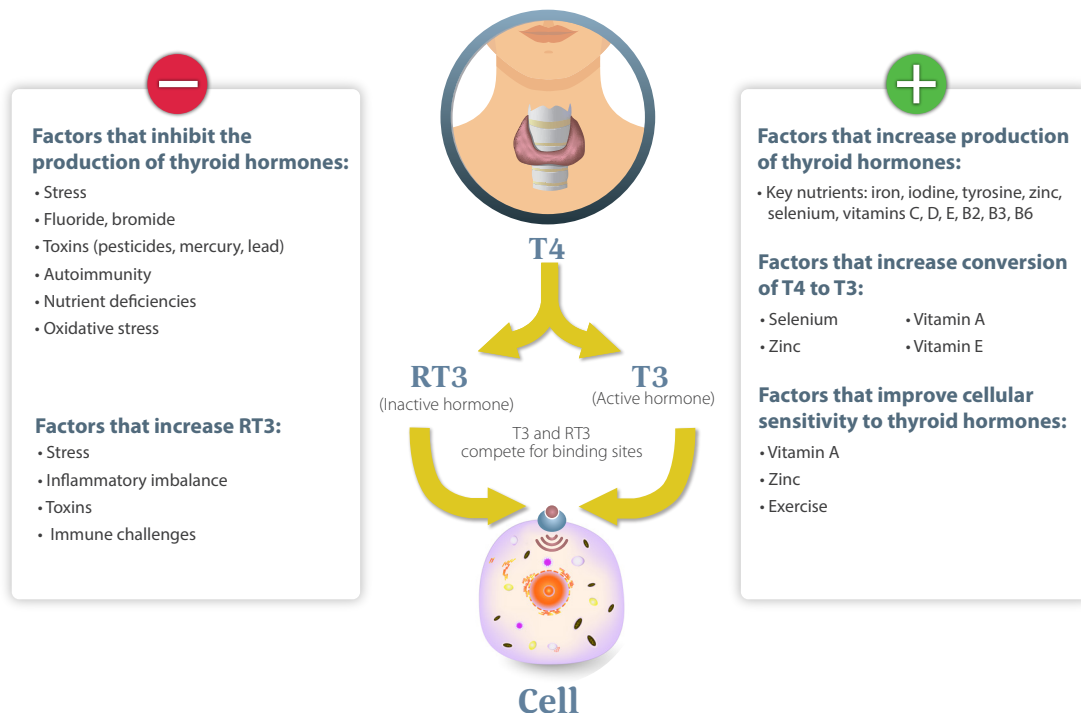 Factors that inhibit the
production of thyroid hormones:
• Stress
• Fluoride, bromide
• Toxins (pesticides, mercury, lead)
• Autoimmunity
• Nutrient deficiencies
• Oxidative stress
Factors that increase RT3:
• Stress
• Inflammatory imbalance
• Toxins
• Immune challenges
T4
RT3
(Inactive hormone)
T3
(Active hormone)
T3 and RT3
compete for binding sites
Cell
Factors that increase production
of thyroid hormones:
• Key nutrients: iron, iodine, tyrosine, zinc,
selenium, vitamins C, D, E, B2, B3, B6
Factors that increase conversion
of T4 to T3:
• Selenium
• Zinc
• Vitamin A
• Vitamin E
Factors that improve cellular
sensitivity to thyroid hormones:
• Vitamin A
• Zinc
• Exercise